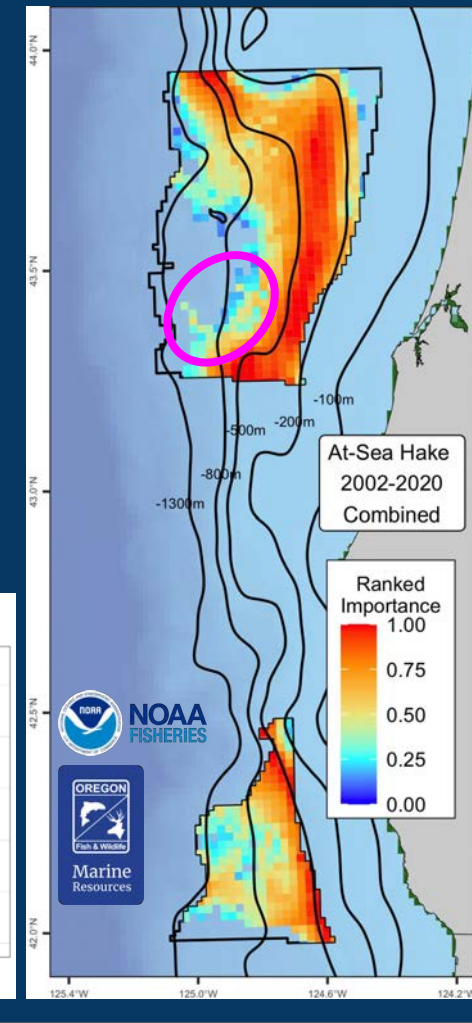 44.0°N
43.5°N
43.0°N
42.5°N
42.0°N
-100m
-200m
-500m
-800m
-1300m
At-Sea Hake
2002-2020
Combined
Ranked
Importance
1.00
0.75
0.50
0.25
0.00
NOAA
NOAA
FISHERIES
OREGON
Fish & Wildlife
Marine
Resources
125.4°W
125.0°W
124.6°W
124.2°W